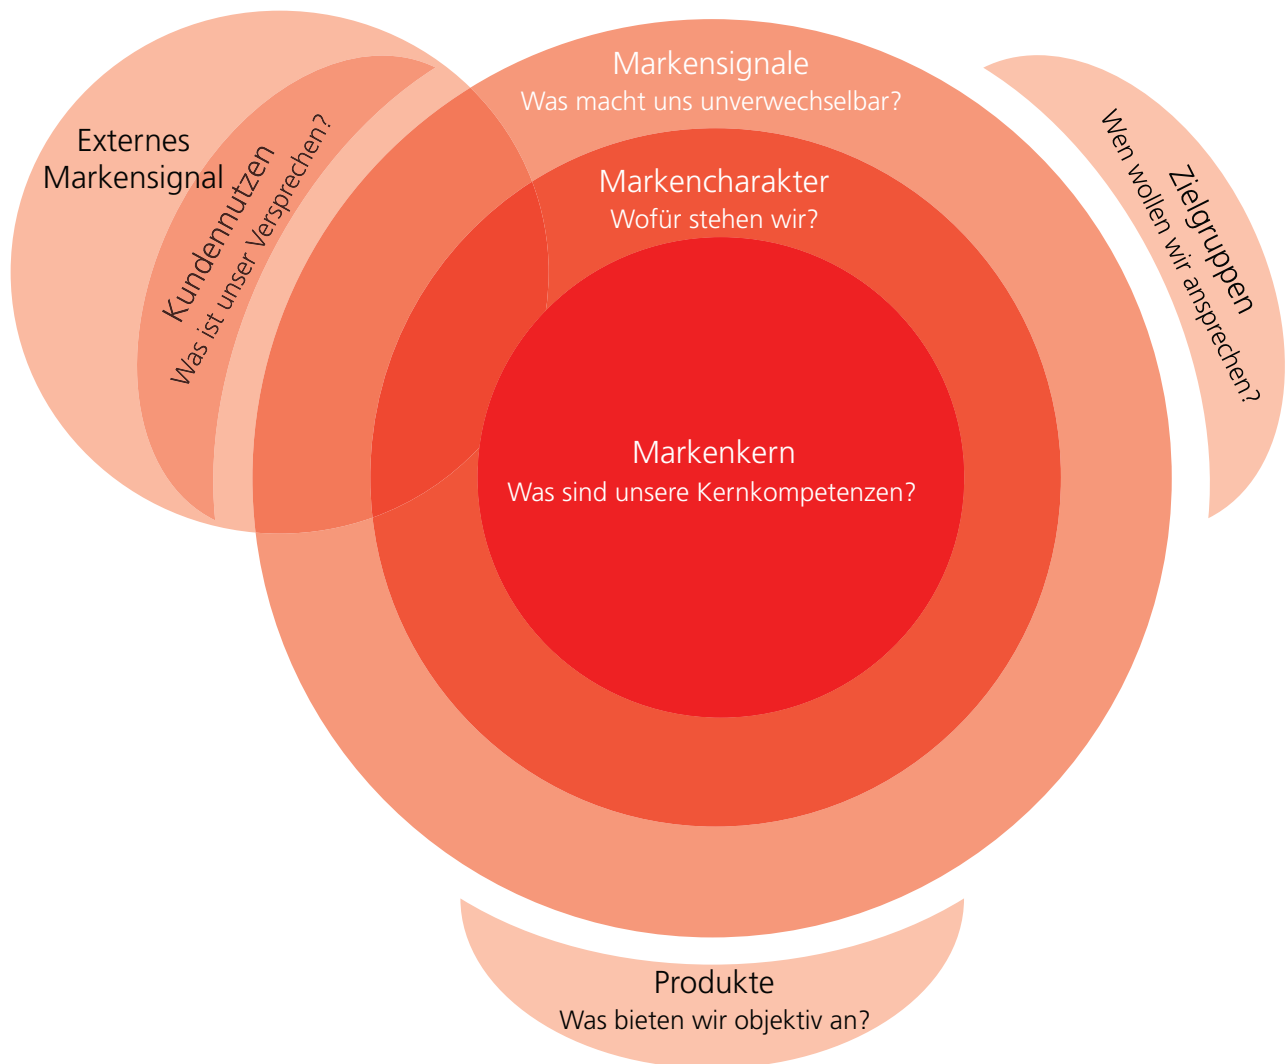 Markensignale
Was macht uns unverwechselbar?
Externes
Markensignal
Kundennutzen
Was ist unser Versprechen?
Markencharakter
Wofür stehen wir?
Zielgruppen
Wen wollen wir ansprechen?
Markenkern
Was sind unsere Kernkompetenzen?
Produkte
Was bieten wir objektiv an?